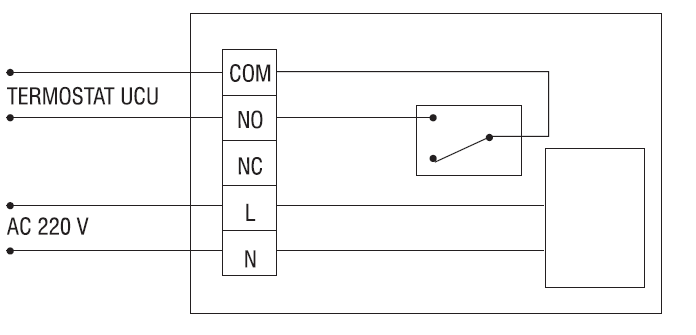 COM
TERMOSTAT UCU
NO
NC
L
AC 220 V
N